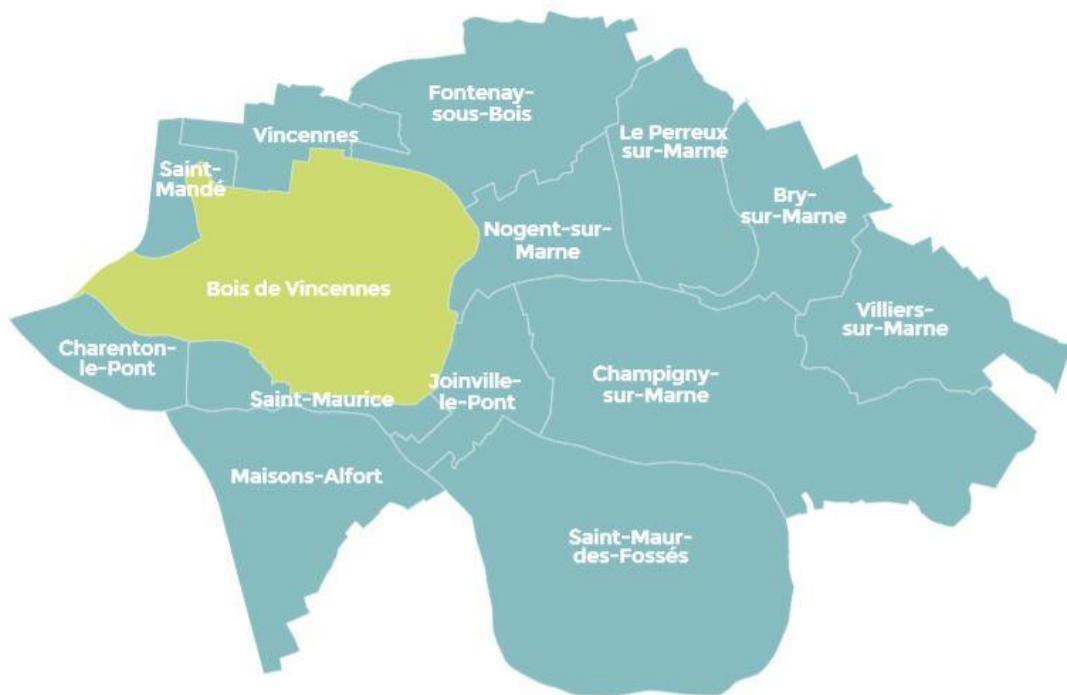 Fontenay-
sous-Bois
Vincennes
Le Perreux
sur-Marne
Saint-
Mandé
Bry-
sur-Marne
Nogent-sur-
Marne
Bois de Vincennes
Villiers-
sur-Marne
Charenton-
le-Pont
Joinville-
le-Pont
Champigny-
sur-Marne
Saint-Maurice
Maisons-Alfort
Saint-Maur-
des-Fossés